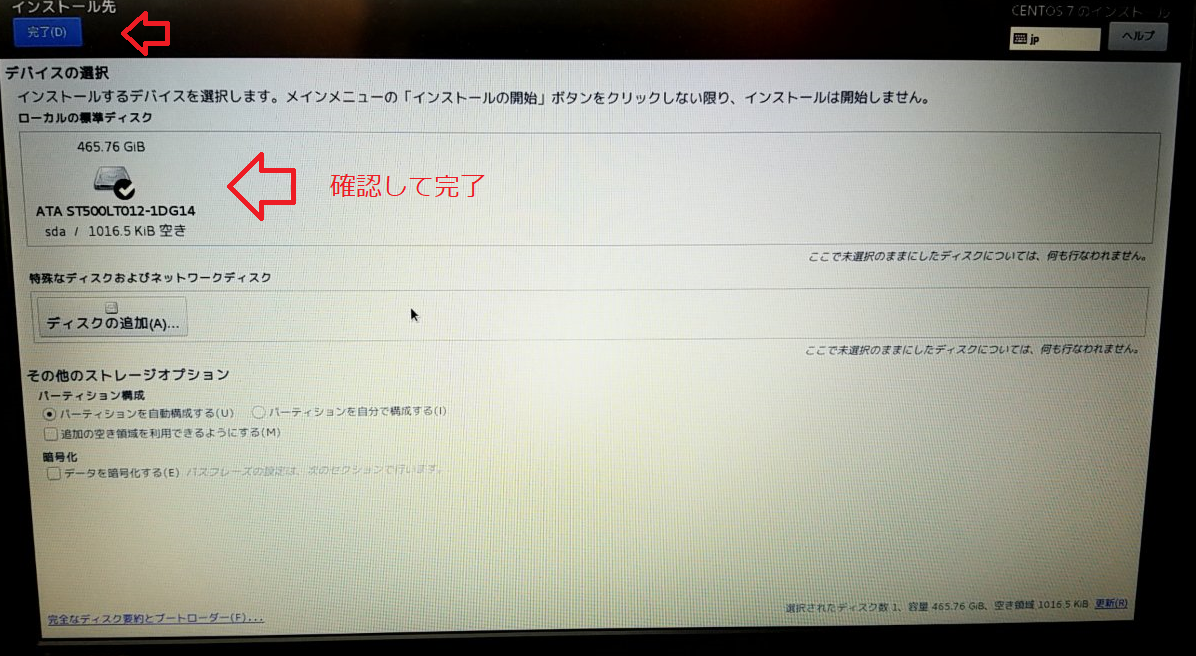 インストール先
CENTOS 7 のインストール
完了(D)
jp
ヘルプ
デバイスの選択
インストールするデバイスを選択します。メインメニューの「インストールの開始」ボタンをクリックしない限り、インストールは開始しません。
ローカルの標準ディスク
465.76 GiB
確認して完了
ATA ST500LT012-1DG14
sda / 1016.5 KiB 空き
ここで未選択のままにしたディスクについては、何も行なわれません。
特殊なディスクおよびネットワークディスク
ディスクの追加(A)...
ここで未選択のままにしたディスクについては、何も行なわれません。
その他のストレージオプション
パーティション構成
パーティションを自動構成する(U) パーティションを自分で構成する(I)
追加の空き領域を利用できるようにする(M)
暗号化
データを暗号化する(E) パスフレーズの設定は、次のセクションで行います。
完全なディスク要約とブートローダー(F)...
選択されたディスク数 1、容量 465.76 GiB、空き領域 1016.5 KiB 更新(R)